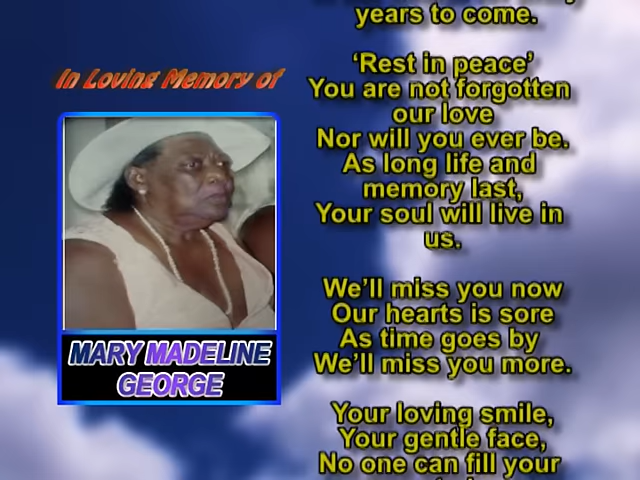 years to come.
In Loving Memory of
MARY MADELINE
GEORGE
‘Rest in peace’
You are not forgotten
our love
Nor will you ever be.
As long life and
memory last,
Your soul will live in
us.
We’ll miss you now
Our hearts is sore
As time goes by
We’ll miss you more.
Your loving smile,
Your gentle face,
No one can fill your